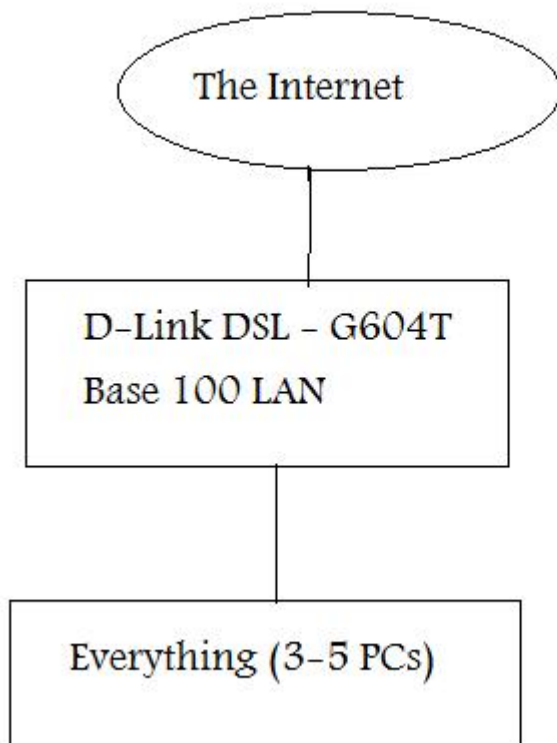 The Internet
D-Link DSL - G604T
Base 100 LAN
Everything (3-5 PCs)